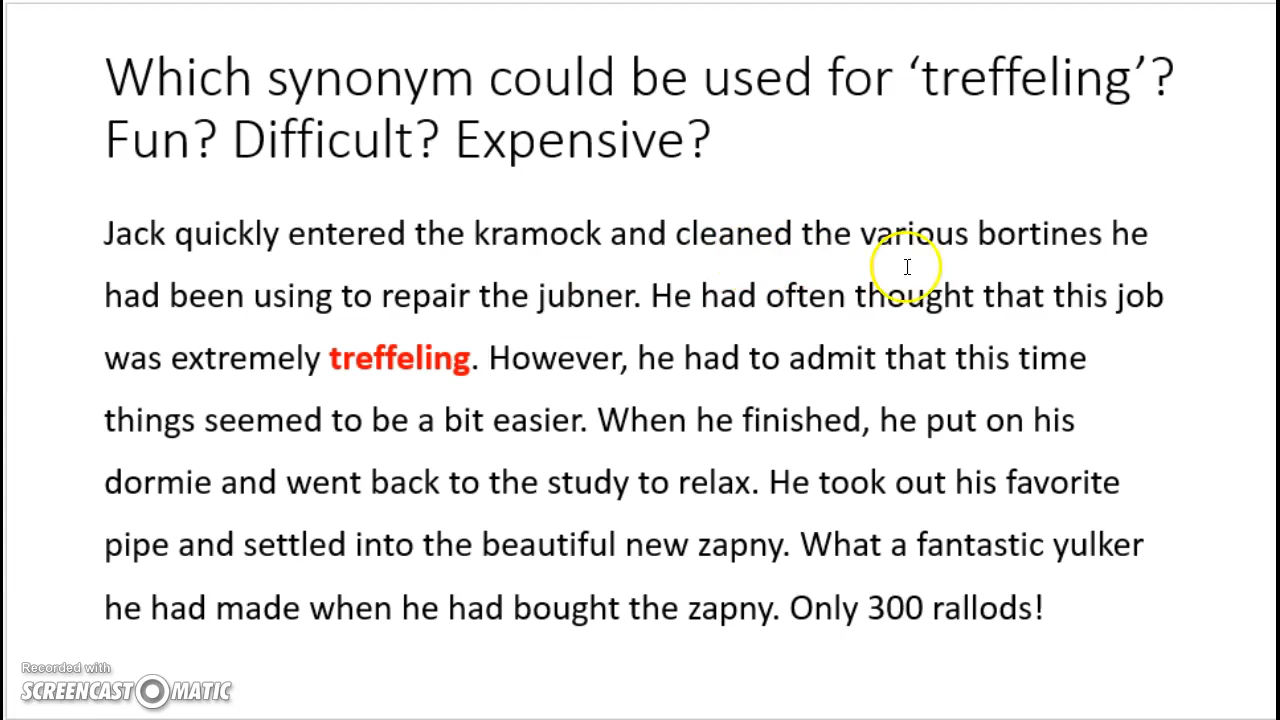 Which synonym could be used for ‘treffeling’?
Fun? Difficult? Expensive?
Jack quickly entered the kramock and cleaned the various bortines he
had been using to repair the jubner. He had often thought that this job
was extremely treffeling. However, he had to admit that this time
things seemed to be a bit easier. When he finished, he put on his
dormie and went back to the study to relax. He took out his favorite
pipe and settled into the beautiful new zapny. What a fantastic yulker
he had made when he had bought the zapny. Only 300 rallods!
Recorded with
SCREENCAST O MATIC